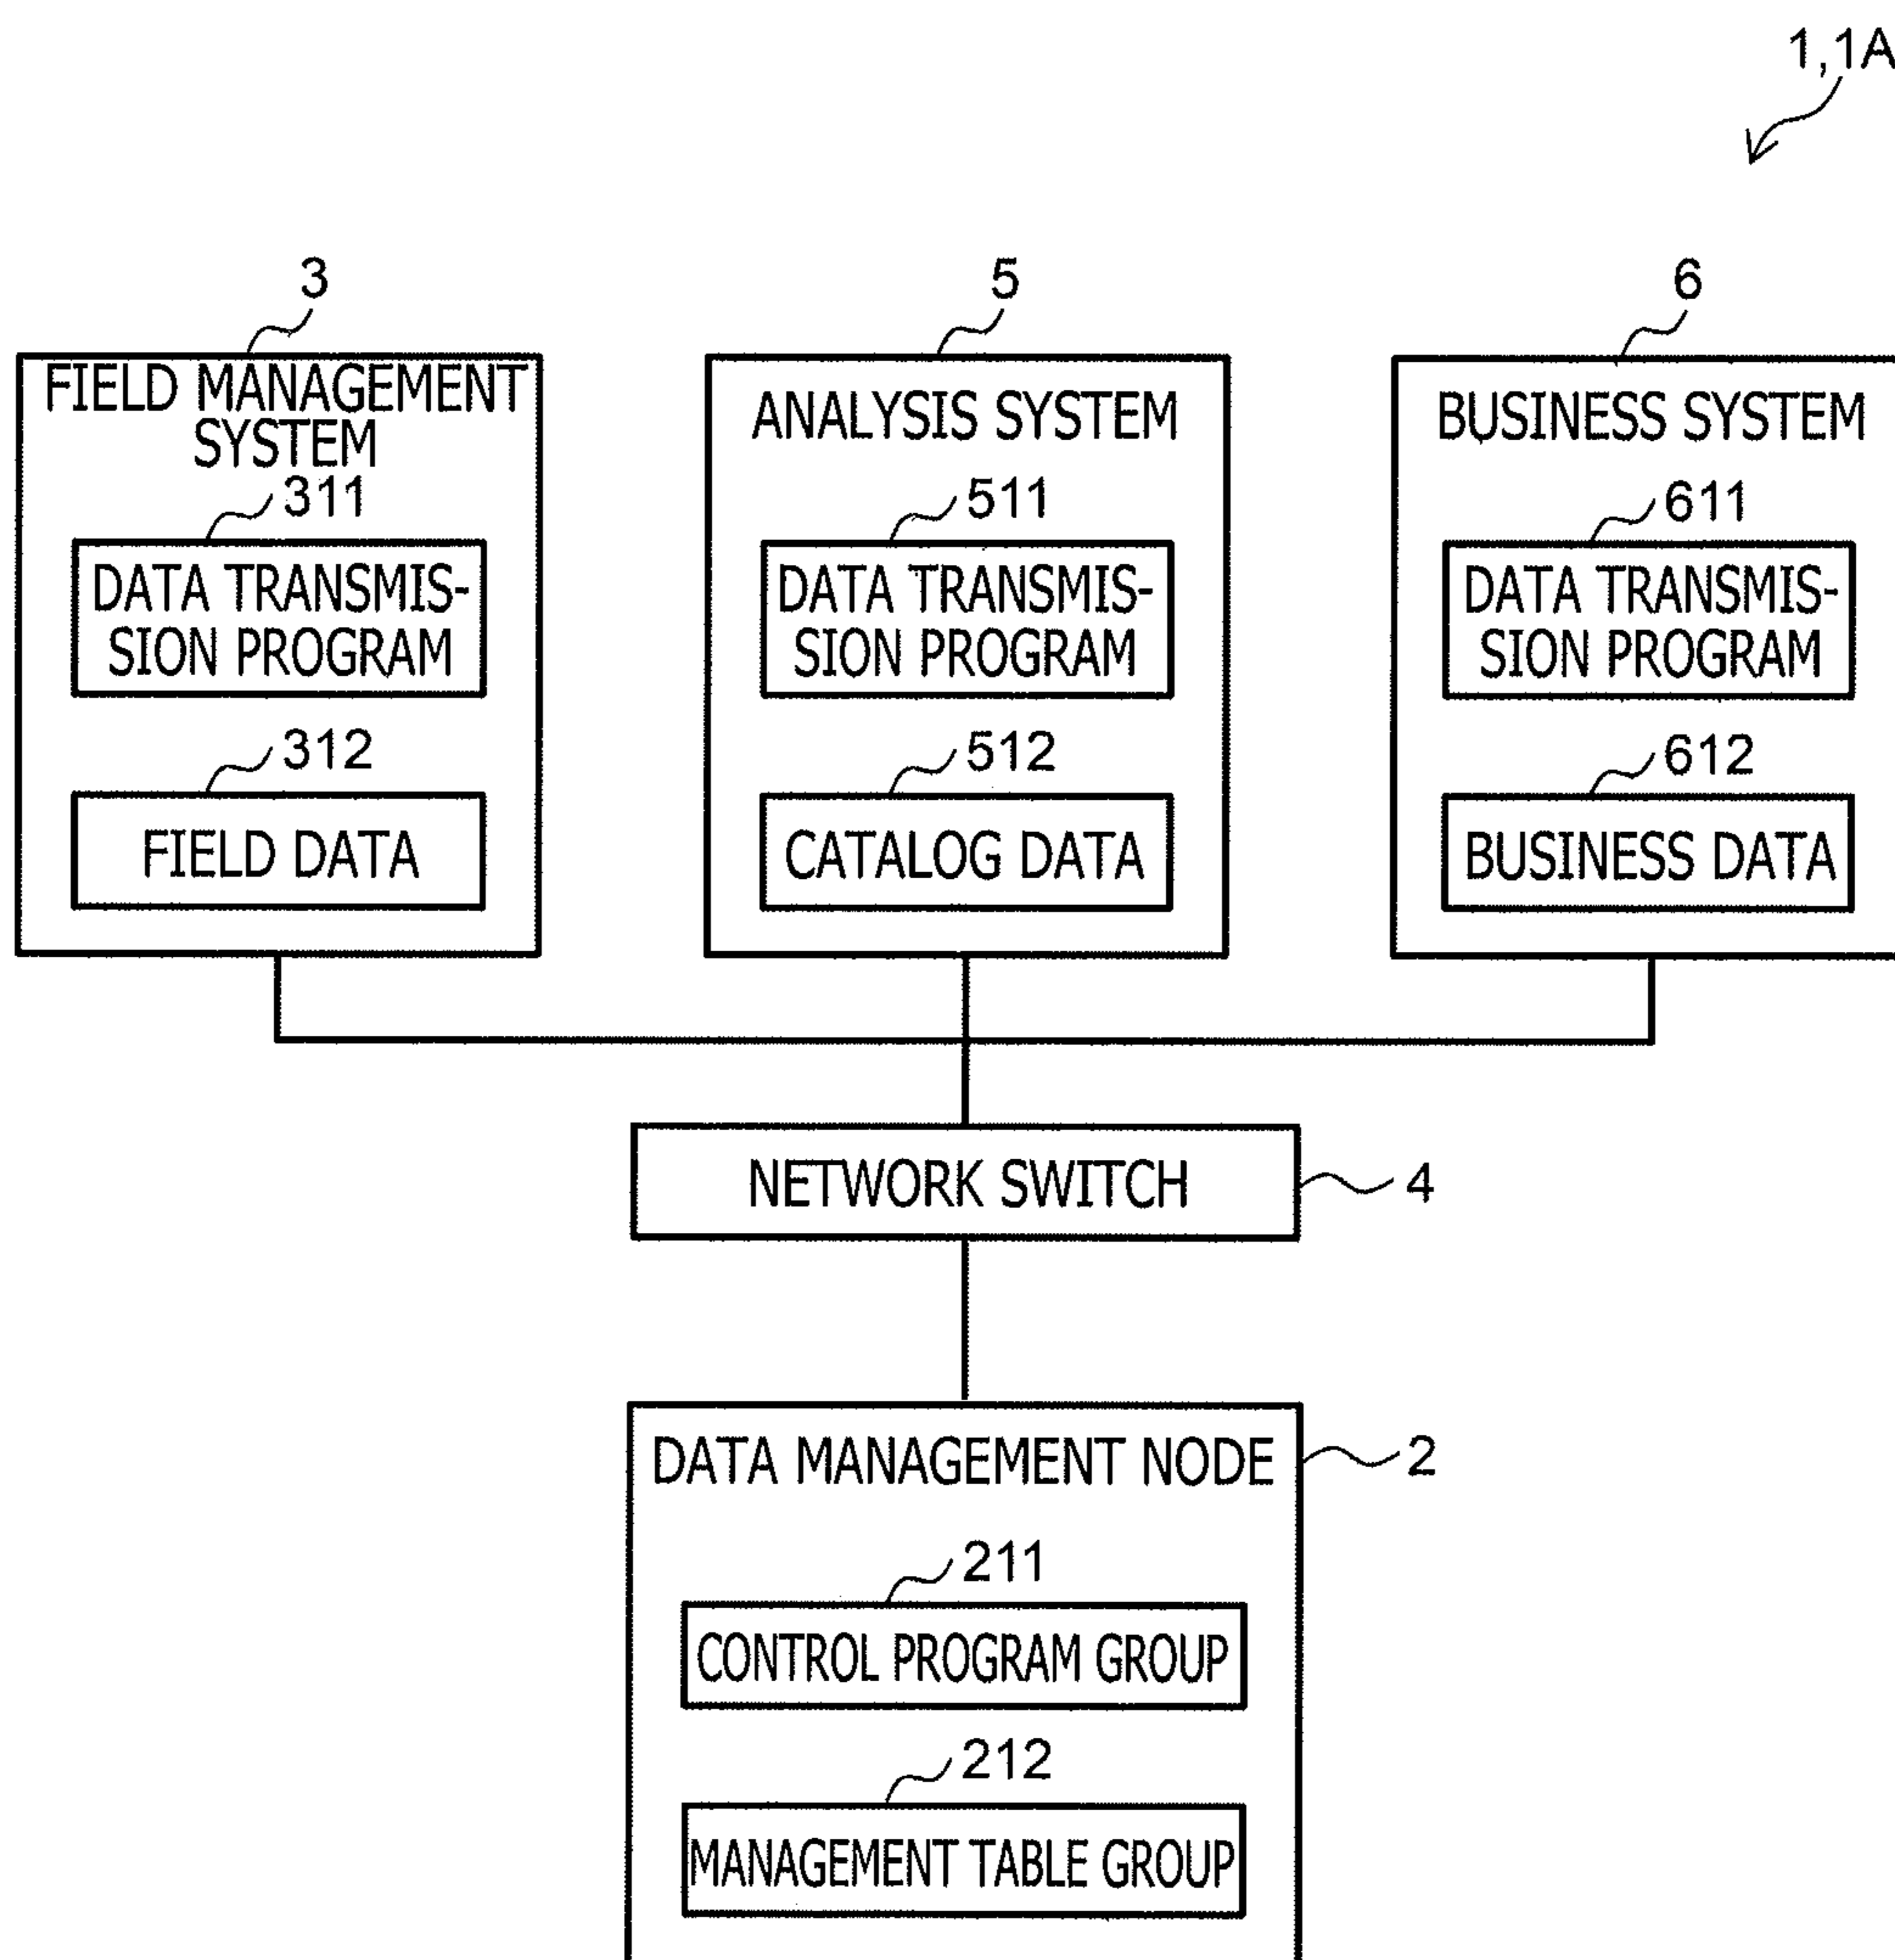 1,1A
3
FIELD MANAGEMENT
SYSTEM
311
DATA TRANSMIS-
SION PROGRAM
312
FIELD DATA
5
ANALYSIS SYSTEM
511
DATA TRANSMIS-
SION PROGRAM
512
CATALOG DATA
6
BUSINESS SYSTEM
611
DATA TRANSMIS-
SION PROGRAM
612
BUSINESS DATA
NETWORK SWITCH
4
DATA MANAGEMENT NODE
2
211
CONTROL PROGRAM GROUP
212
MANAGEMENT TABLE GROUP